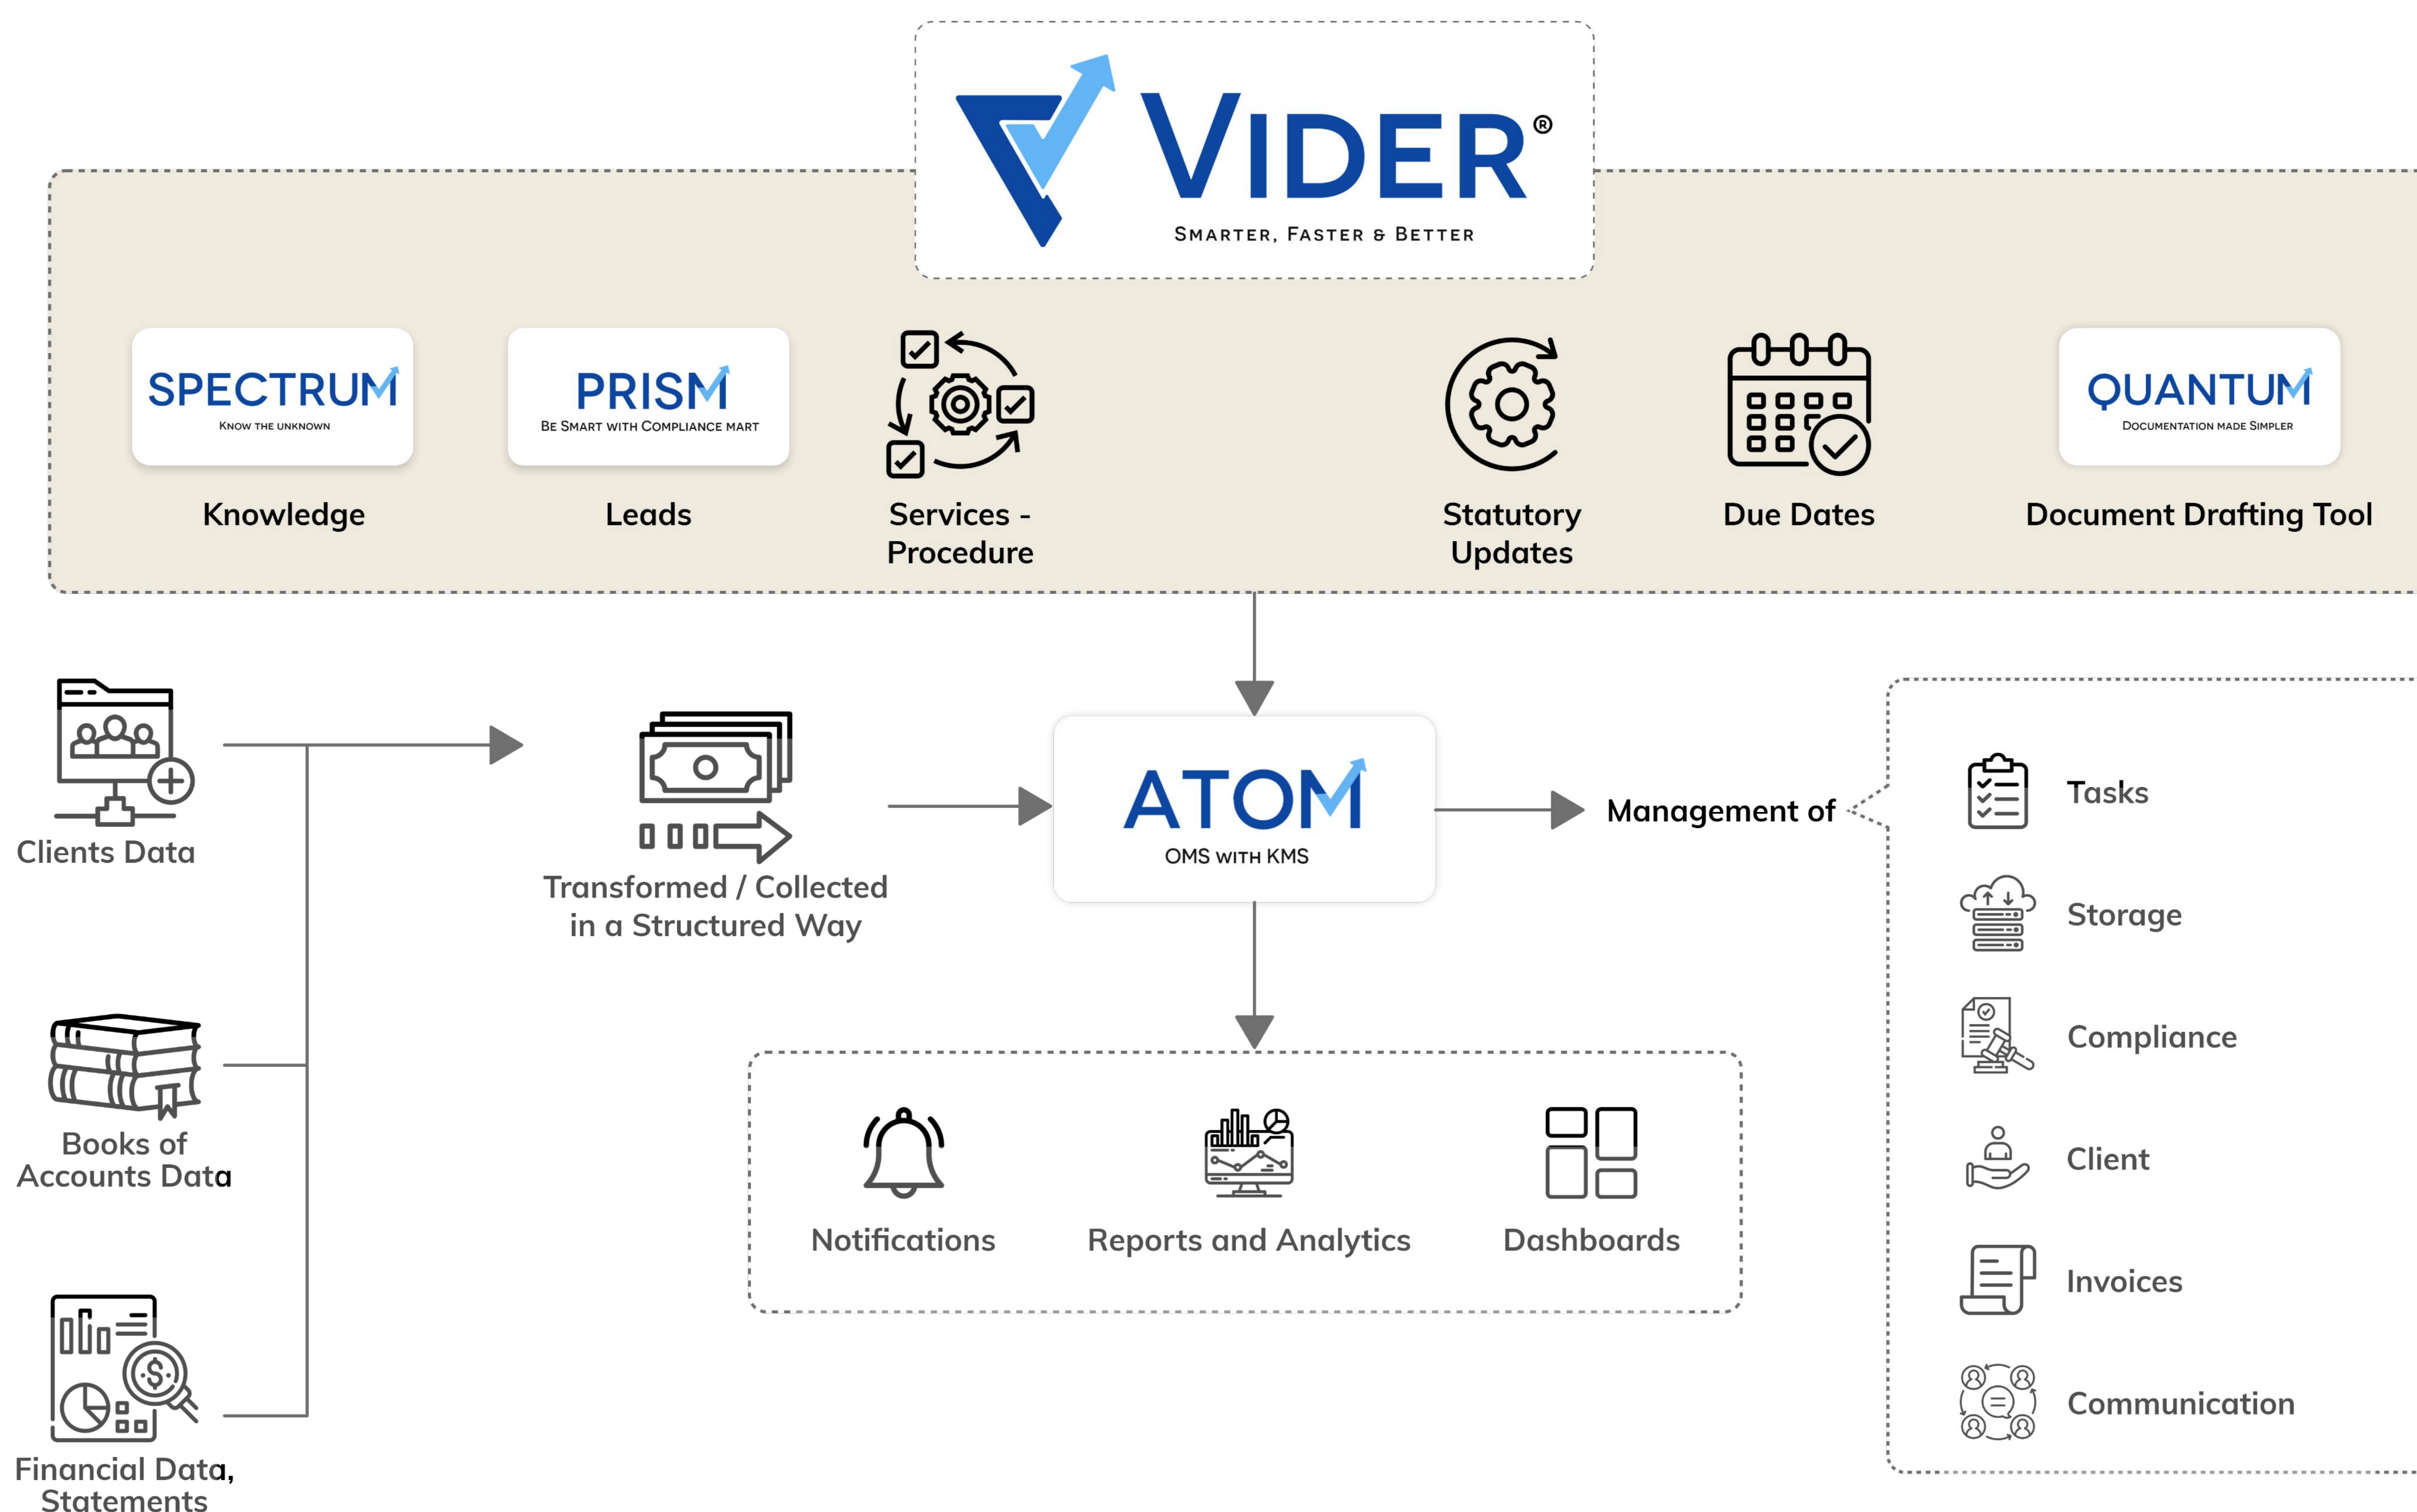 VIDER®
SMARTER, FASTER & BETTER
SPECTRUM
KNOW THE UNKNOWN
Knowledge
PRISM
BE SMART WITH COMPLIANCE MART
Leads
Services -
Procedure
Statutory
Updates
Due Dates
QUANTUM
DOCUMENTATION MADE SIMPLER
Document Drafting Tool
Clients Data
Books of
Accounts Data
Financial Data,
Statements
Transformed / Collected
in a Structured Way
ATOM
OMS WITH KMS
Management of
Tasks
Storage
Compliance
Client
Invoices
Communication
Notifications
Reports and Analytics
Dashboards